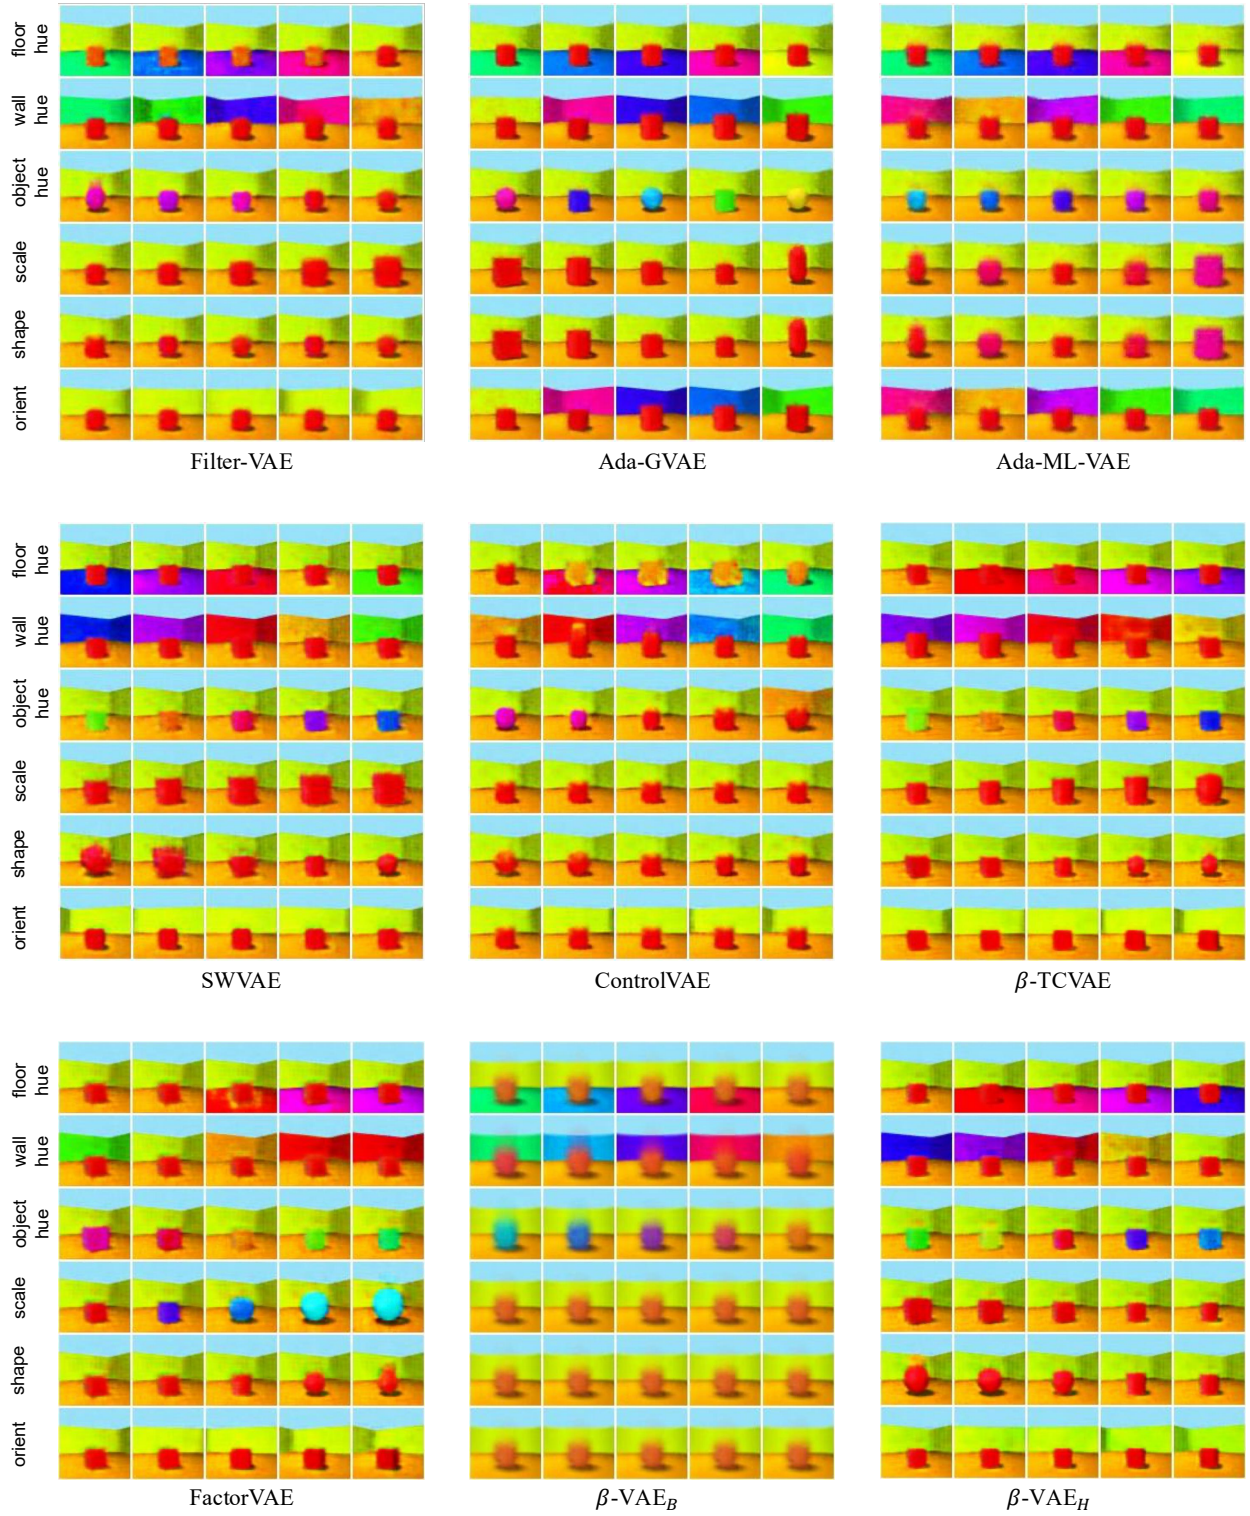 floor
hue
wall
hue
object
hue
scale
shape
orient
Filter-VAE
Ada-GVAE
Ada-ML-VAE
floor
hue
wall
hue
object
hue
scale
shape
orient
SWVAE
ControlVAE
β-TCVAE
floor
hue
wall
hue
object
hue
scale
shape
orient
FactorVAE
β-VAE_B
β-VAE_H